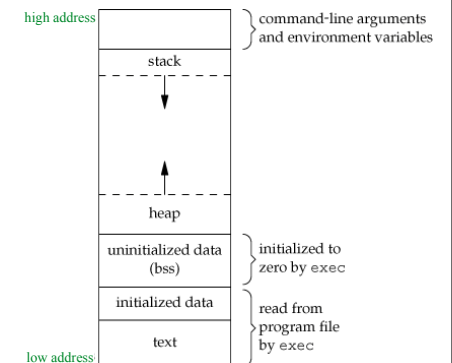 high address
command-line arguments
and environment variables
stack
heap
uninitialized data
(bss)
initialized to
zero by exec
initialized data
read from
program file
by exec
text
low address